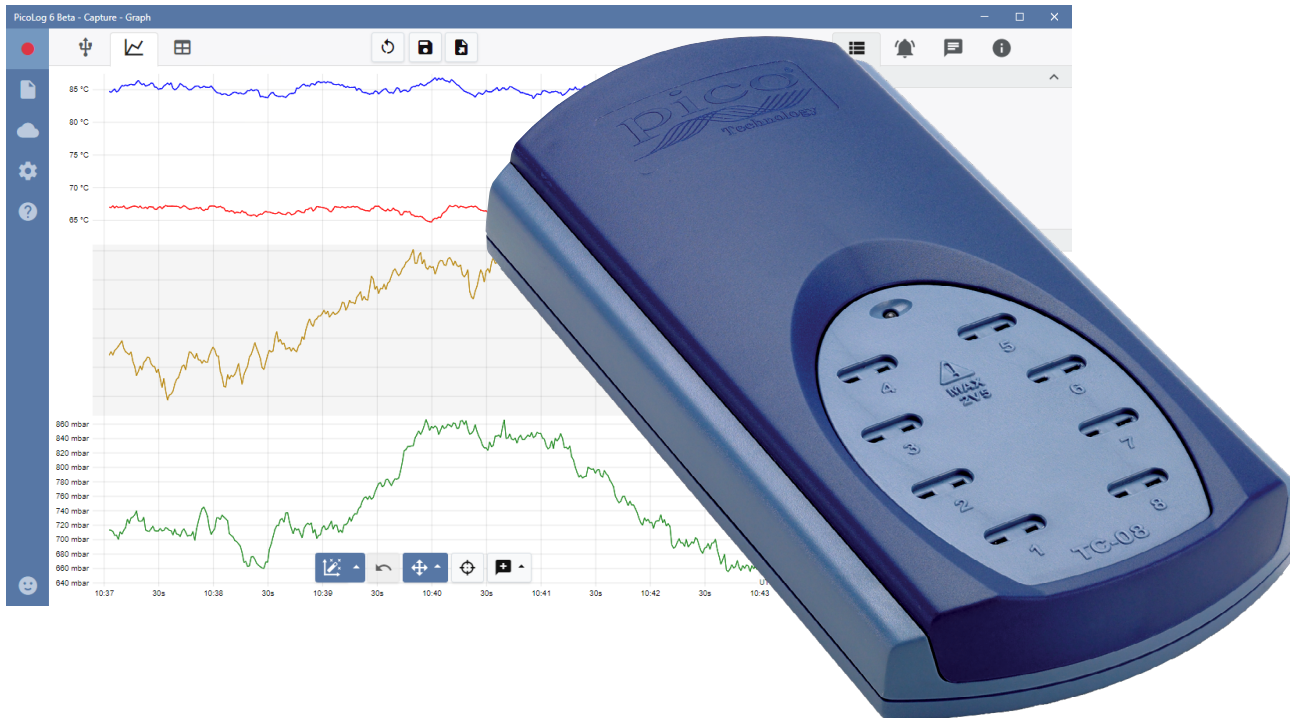 PicoLog 6 Beta - Capture - Graph
85 °C
80 °C
75 °C
70 °C
65 °C
860 mbar
840 mbar
820 mbar
800 mbar
780 mbar
760 mbar
740 mbar
720 mbar
700 mbar
680 mbar
660 mbar
640 mbar
10:37 30s 10:38 30s 10:39 30s 10:40 30s 10:41 30s 10:42 30s 10:43
pico
Technology
5
4
MAX
2V5
6
3
7
2
8
1
TC-08